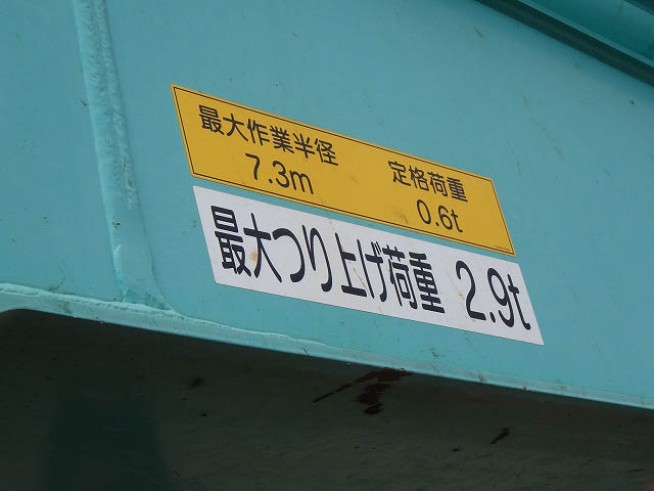 最大作業半径 定格荷重
7.3m 0.6t
最大つり上げ荷重 2.9t